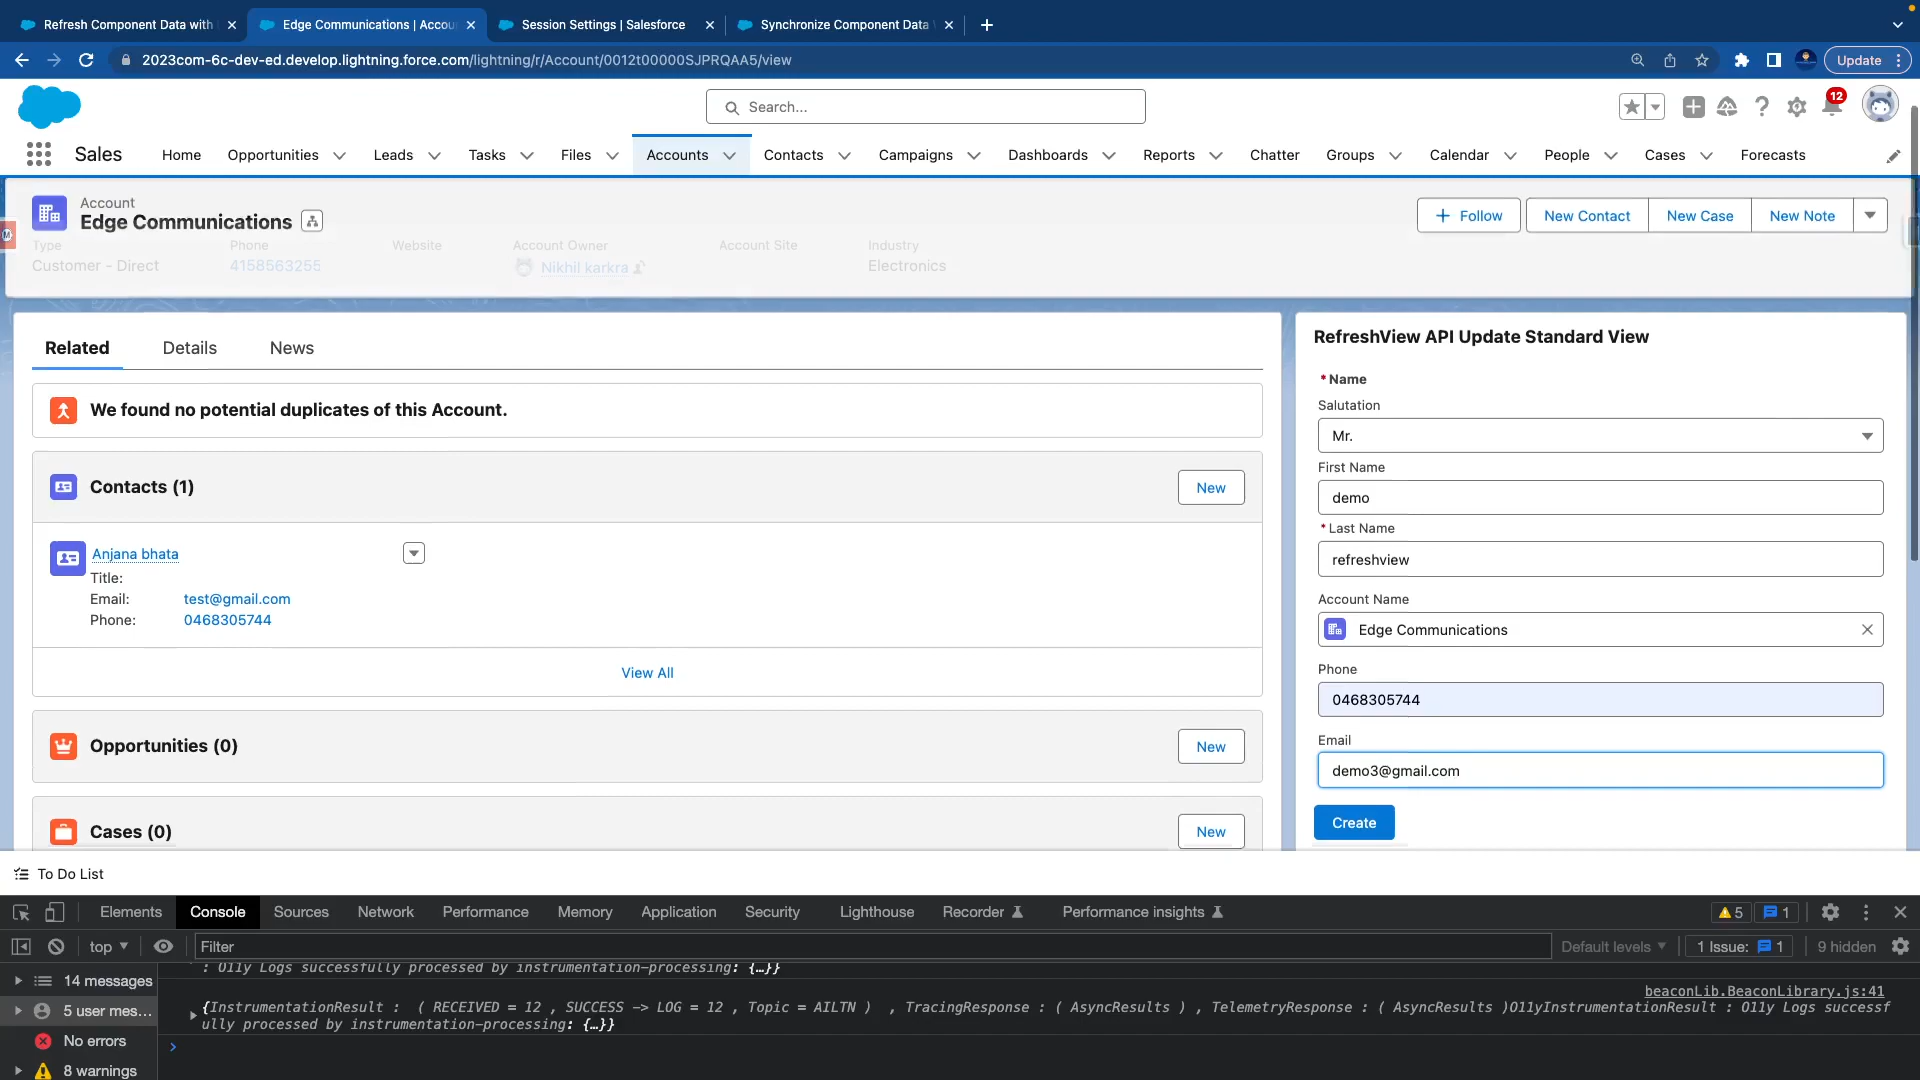 Refresh Component Data with
Edge Communications | Accou
Session Settings | Salesforce
Synchronize Component Data
2023com-6c-dev-ed.develop.lightning.force.com/lightning/r/Account/0012t00000SJPRQAA5/view
Update
Search...
12
Sales
Home
Opportunities
Leads
Tasks
Files
Accounts
Contacts
Campaigns
Dashboards
Reports
Chatter
Groups
Calendar
People
Cases
Forecasts
Account
Edge Communications
Follow
New Contact
New Case
New Note
Type
Phone
Website
Account Owner
Account Site
Industry
Customer - Direct
4158563255
Nikhil karkra
Electronics
Related
Details
News
We found no potential duplicates of this Account.
Contacts (1)
New
Anjana bhata
Title:
Email: test@gmail.com
Phone: 0468305744
View All
Opportunities (0)
New
Cases (0)
New
RefreshView API Update Standard View
*Name
Salutation
Mr.
First Name
demo
*Last Name
refreshview
Account Name
Edge Communications
Phone
0468305744
Email
demo3@gmail.com
Create
To Do List
Elements
Console
Sources
Network
Performance
Memory
Application
Security
Lighthouse
Recorder
Performance insights
5
1
top
Filter
Default levels
1 Issue: 1
9 hidden
14 messages
5 user mes...
No errors
8 warnings
: O11y Logs successfully processed by instrumentation-processing: {…}}
beaconLib.BeaconLibrary.js:41
{InstrumentationResult : ( RECEIVED = 12 , SUCCESS -> LOG = 12 , Topic = AILTN ) , TracingResponse : ( AsyncResults ) , TelemetryResponse : ( AsyncResults )O11yInstrumentationResult : O11y Logs successf
ully processed by instrumentation-processing: {…}}